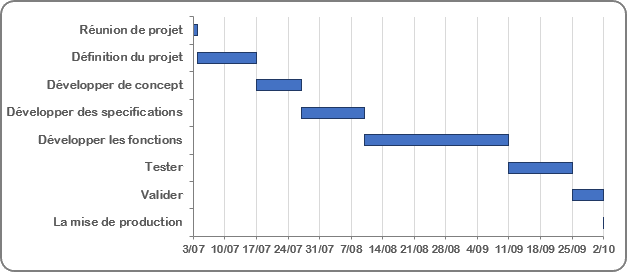 Réunion de projet
Définition du projet
Développer de concept
Développer des specifications
Développer les fonctions
Tester
Valider
La mise de production
3/07 10/07 17/07 24/07 31/07 7/08 14/08 21/08 28/08 4/09 11/09 18/09 25/09 2/10